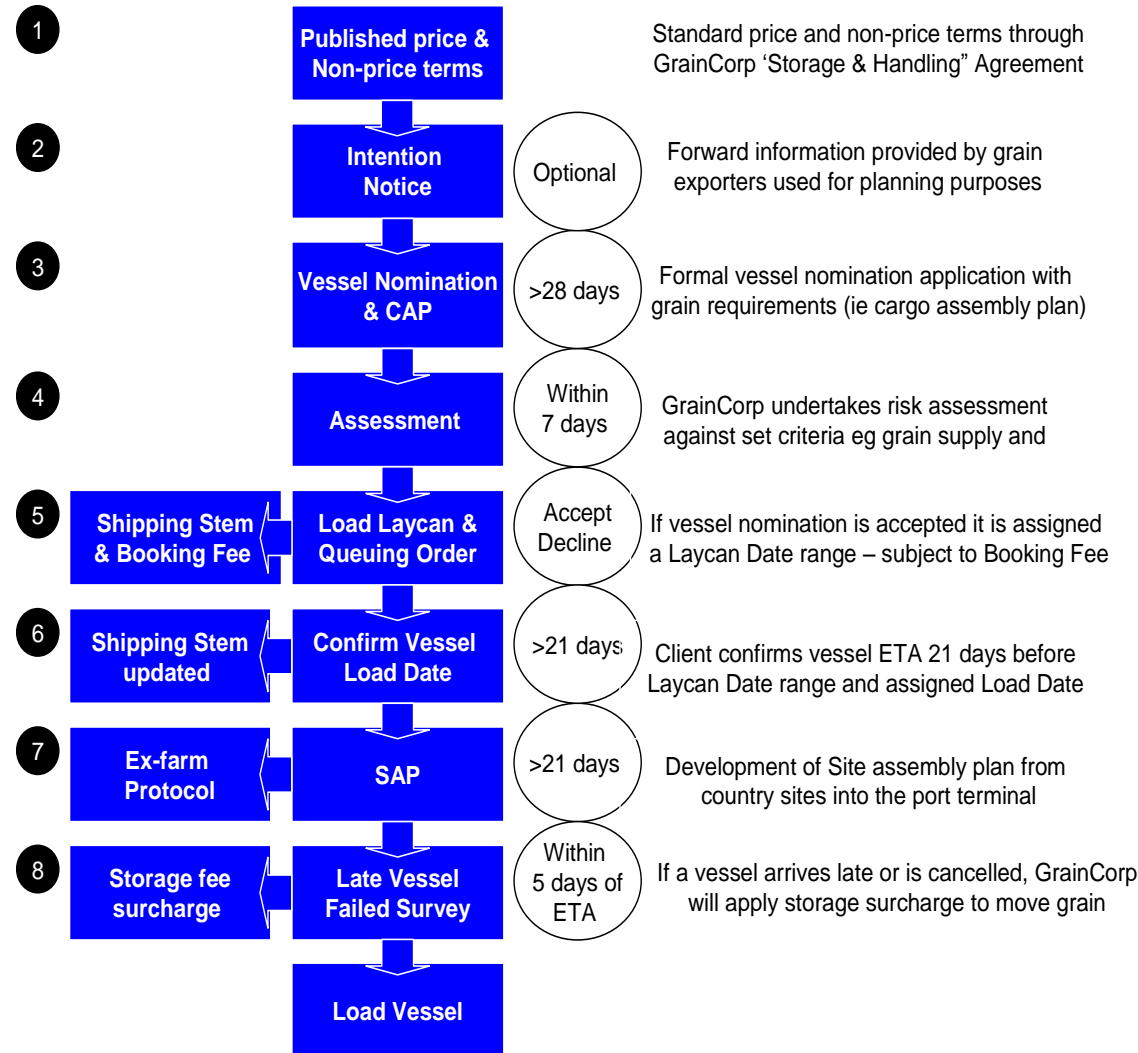 1
Published price &
Non-price terms
Standard price and non-price terms through
GrainCorp ‘Storage & Handling” Agreement
2
Intention
Notice
Optional
Forward information provided by grain
exporters used for planning purposes
3
Vessel Nomination
& CAP
>28 days
Formal vessel nomination application with
grain requirements (ie cargo assembly plan)
4
Assessment
Within
7 days
GrainCorp undertakes risk assessment
against set criteria eg grain supply and
5
Shipping Stem
& Booking Fee
Load Laycan &
Queuing Order
Accept
Decline
If vessel nomination is accepted it is assigned
a Laycan Date range – subject to Booking Fee
6
Shipping Stem
updated
Confirm Vessel
Load Date
>21 days
Client confirms vessel ETA 21 days before
Laycan Date range and assigned Load Date
7
Ex-farm
Protocol
SAP
>21 days
Development of Site assembly plan from
country sites into the port terminal
8
Storage fee
surcharge
Late Vessel
Failed Survey
Within
5 days of
ETA
If a vessel arrives late or is cancelled, GrainCorp
will apply storage surcharge to move grain
Load Vessel